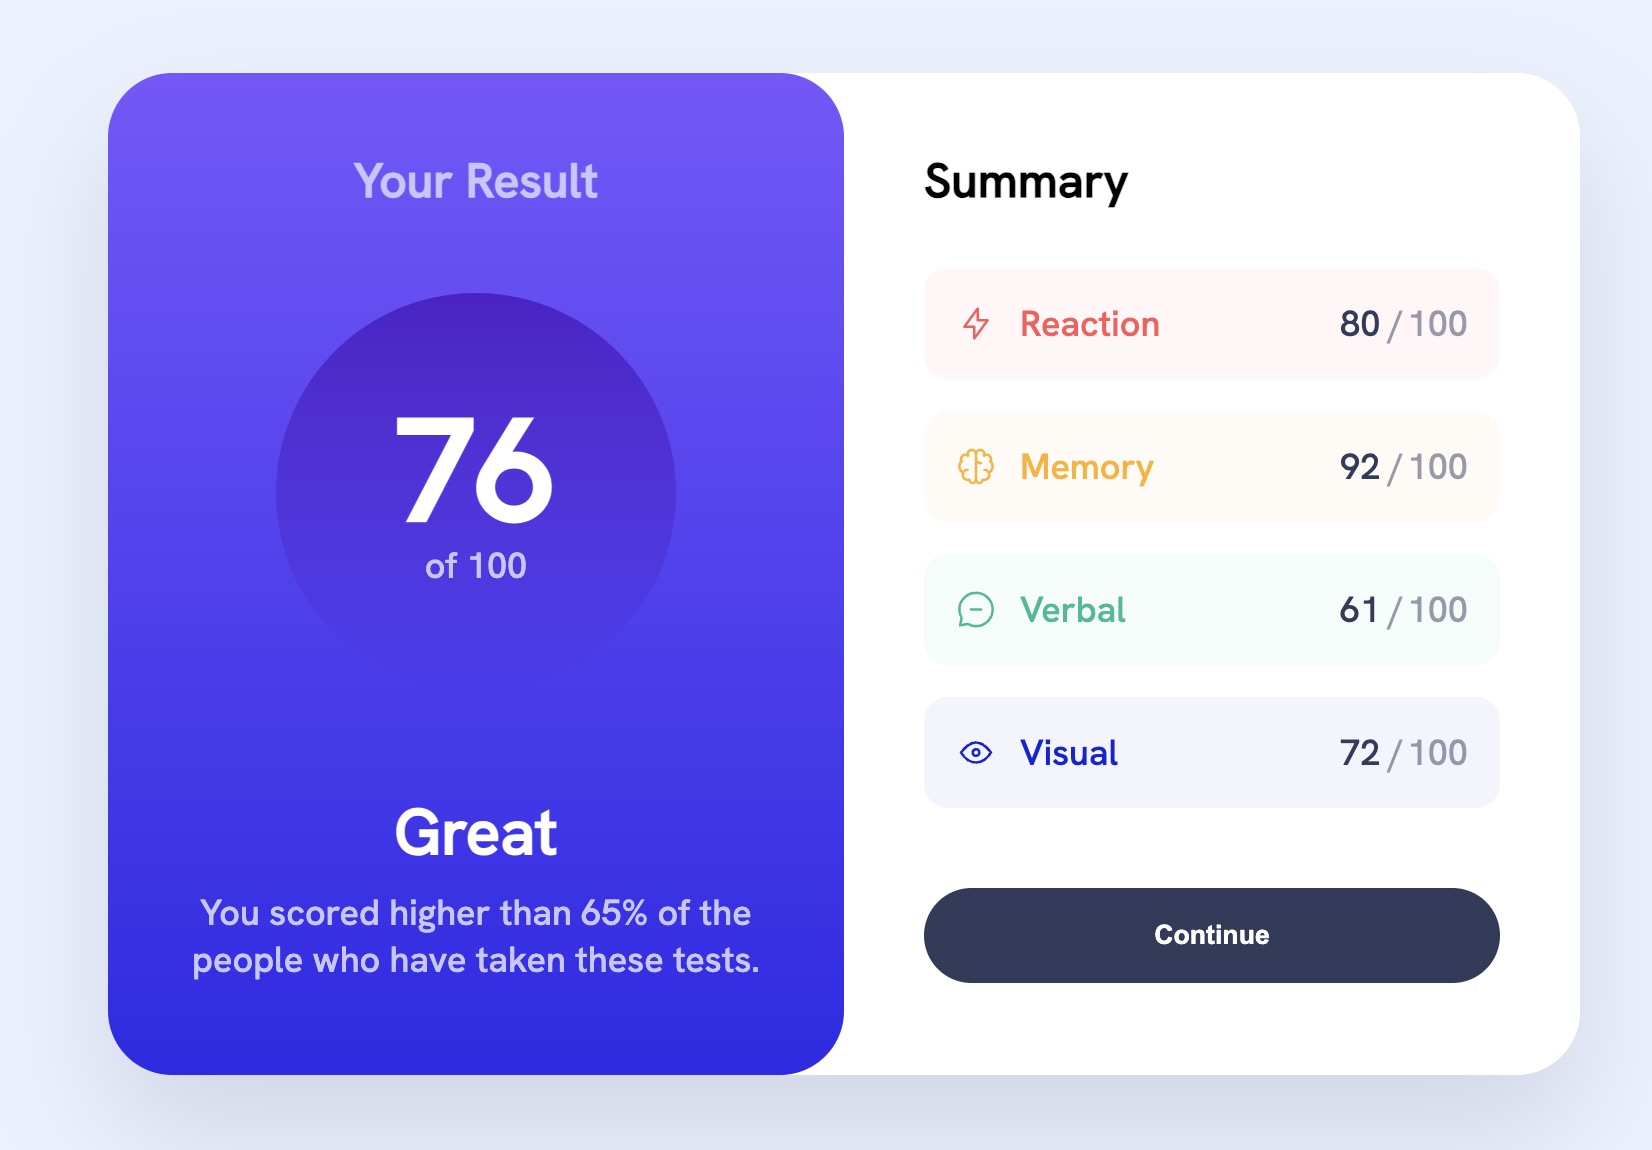 Your Result
76
of 100
Great
You scored higher than 65% of the
people who have taken these tests.
Summary
Reaction 80 / 100
Memory 92 / 100
Verbal 61 / 100
Visual 72 / 100
Continue